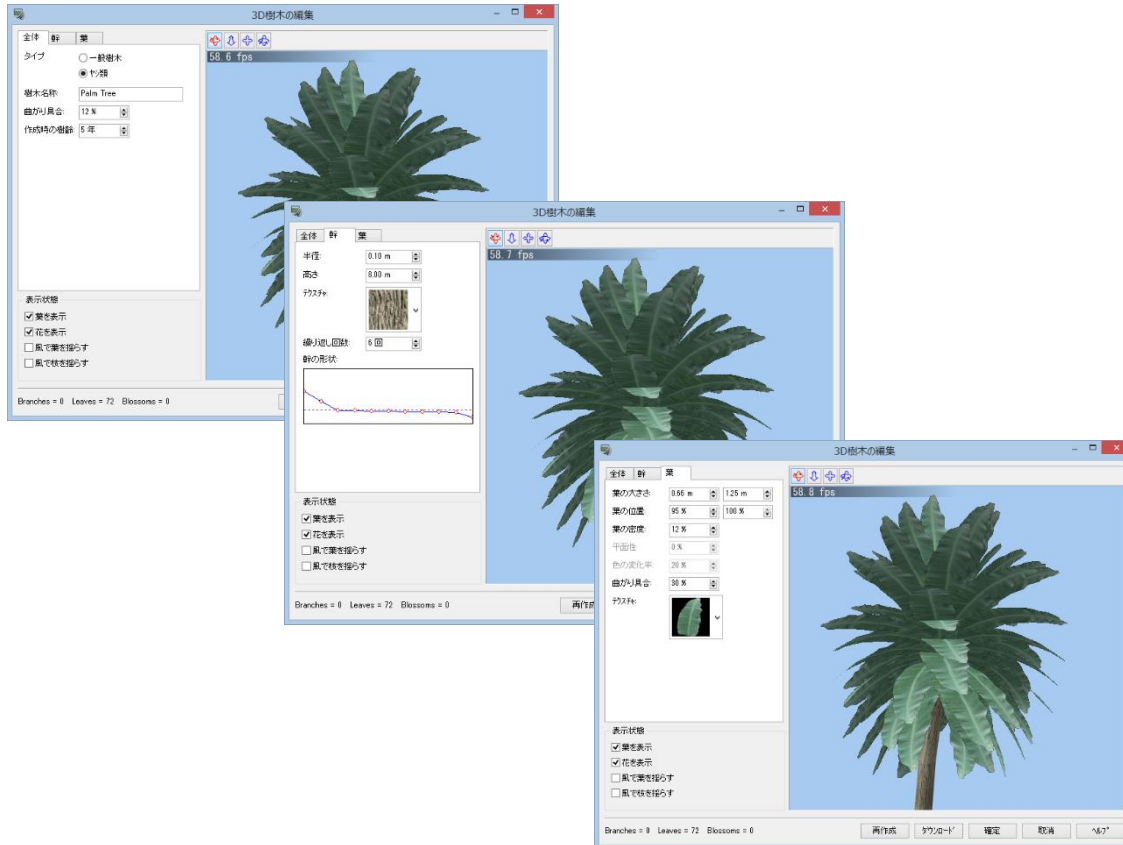 3D樹木の編集
全体 幹 葉
58.6 fps
タイプ
一般樹木
ヤシ類
樹木名称: Palm Tree
曲がり具合: 12 %
作成時の樹齢: 5 年
表示状態
葉を表示
花を表示
風で葉を揺らす
風で枝を揺らす
Branches = 0 Leaves = 72 Blossoms = 0
3D樹木の編集
全体 幹 葉
58.7 fps
半径: 0.10 m
高さ: 8.00 m
テクスチャ:
繰り返し回数: 6 回
幹の形状:
表示状態
葉を表示
花を表示
風で葉を揺らす
風で枝を揺らす
Branches = 0 Leaves = 72 Blossoms = 0
3D樹木の編集
全体 幹 葉
58.8 fps
葉の大きさ: 0.66 m 1.25 m
葉の位置: 95 % 100 %
葉の密度: 12 %
平面性: 0 %
色の変化率: 20 %
曲がり具合: 30 %
テクスチャ:
表示状態
葉を表示
花を表示
風で葉を揺らす
風で枝を揺らす
Branches = 0 Leaves = 72 Blossoms = 0
再作成 ダウンロード 確定 取消 ヘルプ